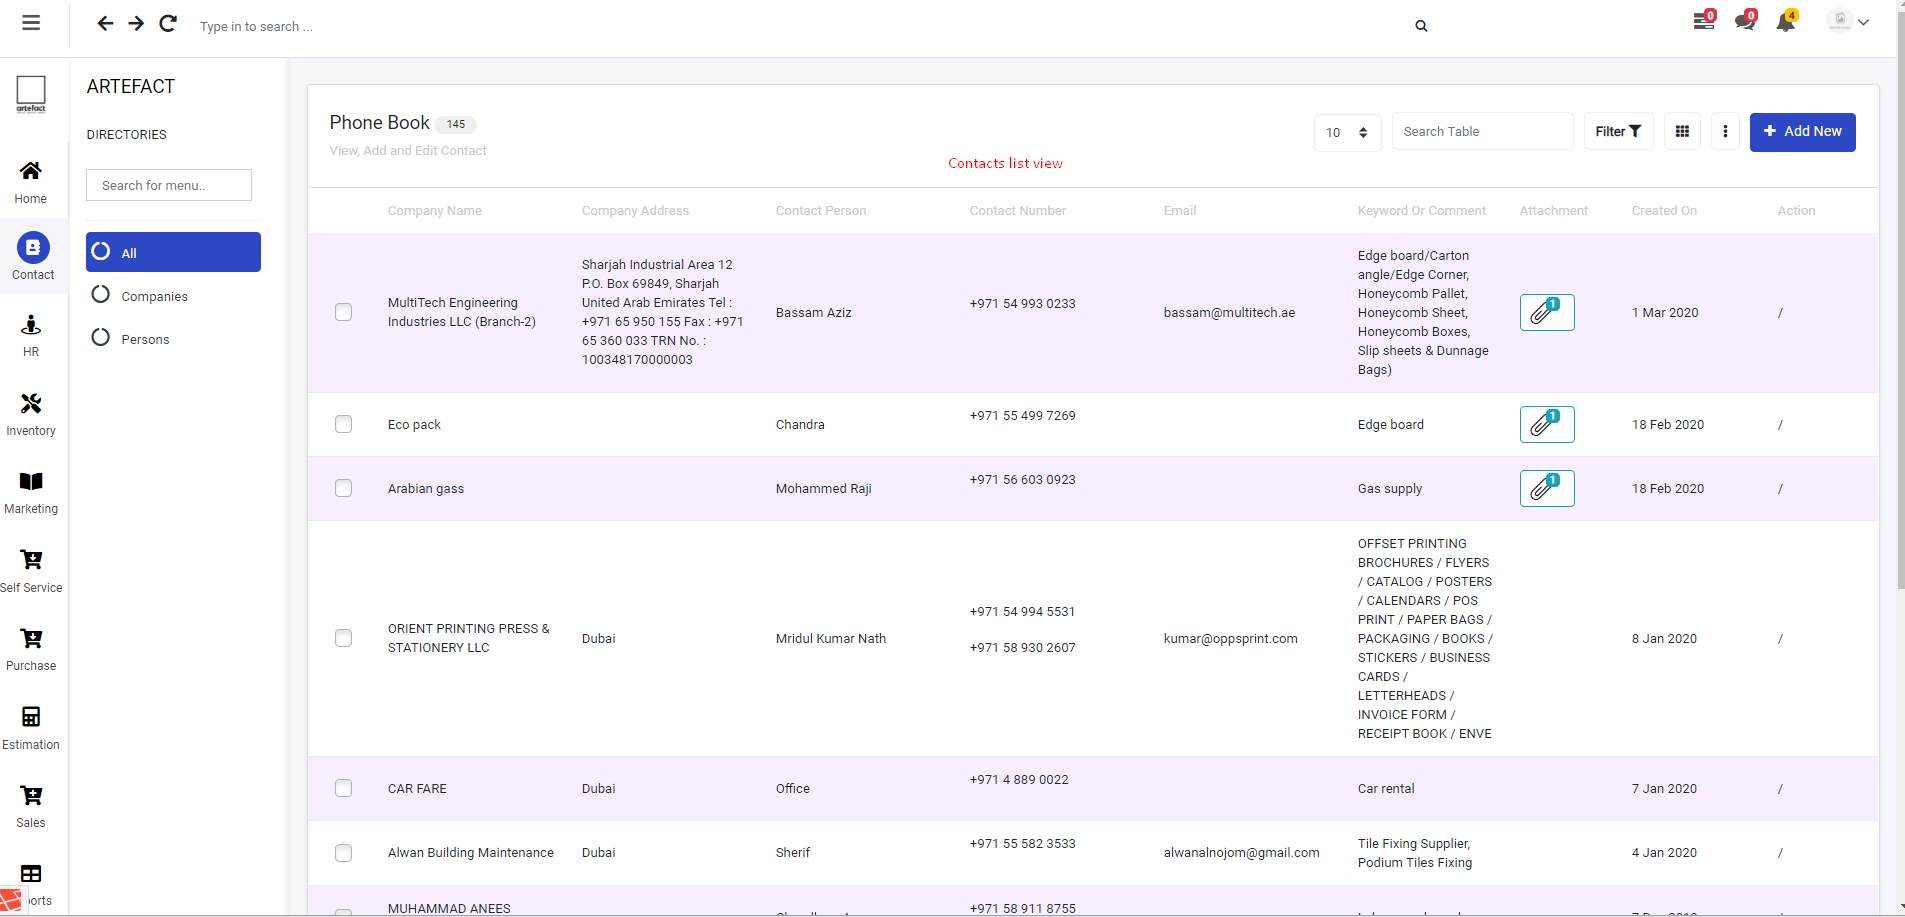 Type in to search ...
0
0
4
artefact
ARTEFACT
DIRECTORIES
Search for menu..
All
Companies
Persons
Home
Contact
HR
Inventory
Marketing
Self Service
Purchase
Estimation
Sales
ports
Phone Book 145
View, Add and Edit Contact
Contacts list view
10
Search Table
Filter
+ Add New
Company Name Company Address Contact Person Contact Number Email Keyword Or Comment Attachment Created On Action
MultiTech Engineering
Industries LLC (Branch-2)
Sharjah Industrial Area 12
P.O. Box 69849, Sharjah
United Arab Emirates Tel :
+971 65 950 155 Fax : +971
65 360 033 TRN No. :
100348170000003
Bassam Aziz
+971 54 993 0233
bassam@multitech.ae
Edge board/Carton
angle/Edge Corner,
Honeycomb Pallet,
Honeycomb Sheet,
Honeycomb Boxes,
Slip sheets & Dunnage
Bags)
1
1 Mar 2020
/
Eco pack
Chandra
+971 55 499 7269
Edge board
1
18 Feb 2020
/
Arabian gass
Mohammed Raji
+971 56 603 0923
Gas supply
1
18 Feb 2020
/
ORIENT PRINTING PRESS &
STATIONERY LLC
Dubai
Mridul Kumar Nath
+971 54 994 5531
+971 58 930 2607
kumar@oppsprint.com
OFFSET PRINTING
BROCHURES / FLYERS
/ CATALOG / POSTERS
/ CALENDARS / POS
PRINT / PAPER BAGS /
PACKAGING / BOOKS /
STICKERS / BUSINESS
CARDS /
LETTERHEADS /
INVOICE FORM /
RECEIPT BOOK / ENVE
8 Jan 2020
/
CAR FARE
Dubai
Office
+971 4 889 0022
Car rental
7 Jan 2020
/
Alwan Building Maintenance
Dubai
Sherif
+971 55 582 3533
alwanalnojom@gmail.com
Tile Fixing Supplier,
Podium Tiles Fixing
4 Jan 2020
/
MUHAMMAD ANEES
+971 58 911 8755